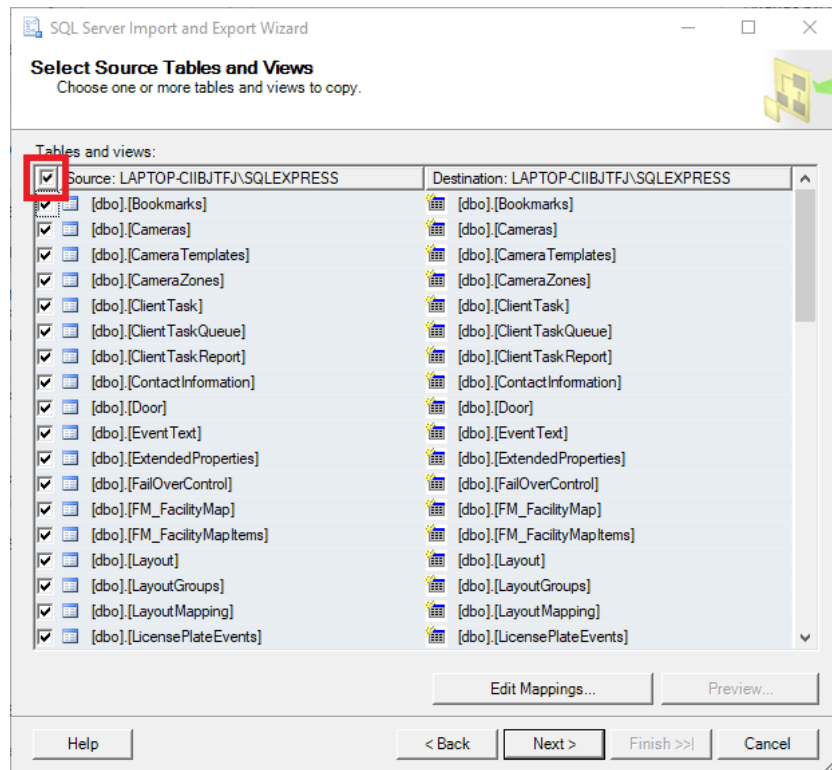 SQL Server Import and Export Wizard
Select Source Tables and Views
Choose one or more tables and views to copy.
Tables and views:
Source: LAPTOP-CIIBJTFJ\SQLEXPRESS Destination: LAPTOP-CIIBJTFJ\SQLEXPRESS
[dbo].[Bookmarks] [dbo].[Bookmarks]
[dbo].[Cameras] [dbo].[Cameras]
[dbo].[CameraTemplates] [dbo].[CameraTemplates]
[dbo].[CameraZones] [dbo].[CameraZones]
[dbo].[ClientTask] [dbo].[ClientTask]
[dbo].[ClientTaskQueue] [dbo].[ClientTaskQueue]
[dbo].[ClientTaskReport] [dbo].[ClientTaskReport]
[dbo].[ContactInformation] [dbo].[ContactInformation]
[dbo].[Door] [dbo].[Door]
[dbo].[EventText] [dbo].[EventText]
[dbo].[ExtendedProperties] [dbo].[ExtendedProperties]
[dbo].[FailOverControl] [dbo].[FailOverControl]
[dbo].[FM_FacilityMap] [dbo].[FM_FacilityMap]
[dbo].[FM_FacilityMapItems] [dbo].[FM_FacilityMapItems]
[dbo].[Layout] [dbo].[Layout]
[dbo].[LayoutGroups] [dbo].[LayoutGroups]
[dbo].[LayoutMapping] [dbo].[LayoutMapping]
[dbo].[LicensePlateEvents] [dbo].[LicensePlateEvents]
Edit Mappings... Preview...
Help < Back Next > Finish >>| Cancel